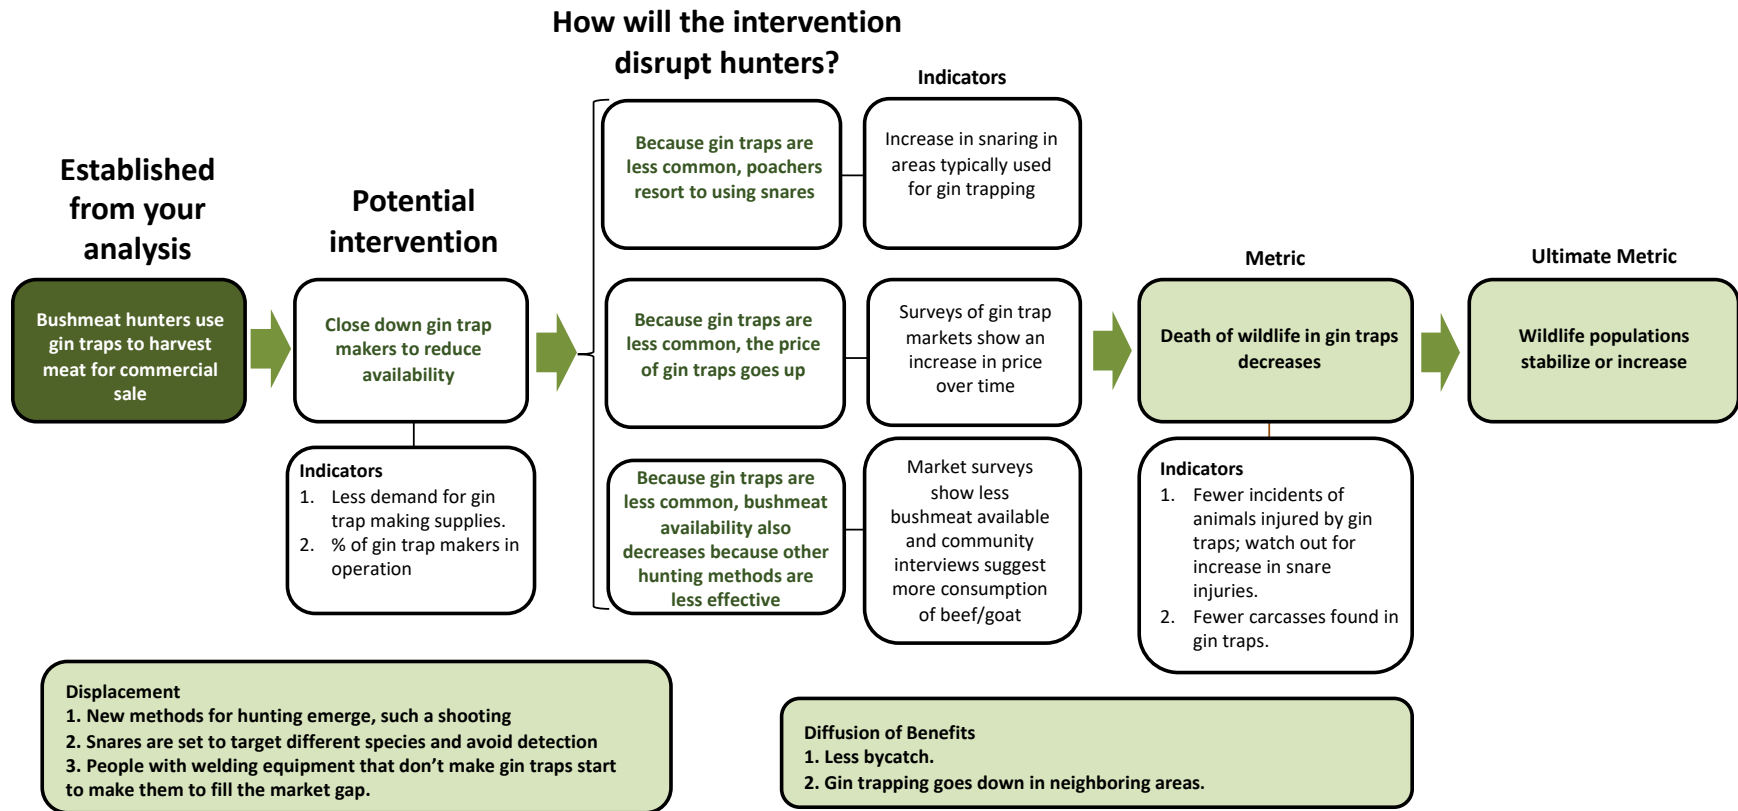 How will the intervention
disrupt hunters?
Indicators
Established
from your
analysis
Potential
intervention
Metric
Ultimate Metric
Bushmeat hunters use
gin traps to harvest
meat for commercial
sale
Close down gin trap
makers to reduce
availability
Indicators
1. Less demand for gin
trap making supplies.
2. % of gin trap makers in
operation
Because gin traps are
less common, poachers
resort to using snares
Increase in snaring in
areas typically used
for gin trapping
Because gin traps are
less common, the price
of gin traps goes up
Surveys of gin trap
markets show an
increase in price
over time
Because gin traps are
less common, bushmeat
availability also
decreases because other
hunting methods are
less effective
Market surveys
show less
bushmeat available
and community
interviews suggest
more consumption
of beef/goat
Death of wildlife in gin traps
decreases
Indicators
1. Fewer incidents of
animals injured by gin
traps; watch out for
increase in snare
injuries.
2. Fewer carcasses found in
gin traps.
Wildlife populations
stabilize or increase
Displacement
1. New methods for hunting emerge, such a shooting
2. Snares are set to target different species and avoid detection
3. People with welding equipment that don’t make gin traps start
to make them to fill the market gap.
Diffusion of Benefits
1. Less bycatch.
2. Gin trapping goes down in neighboring areas.